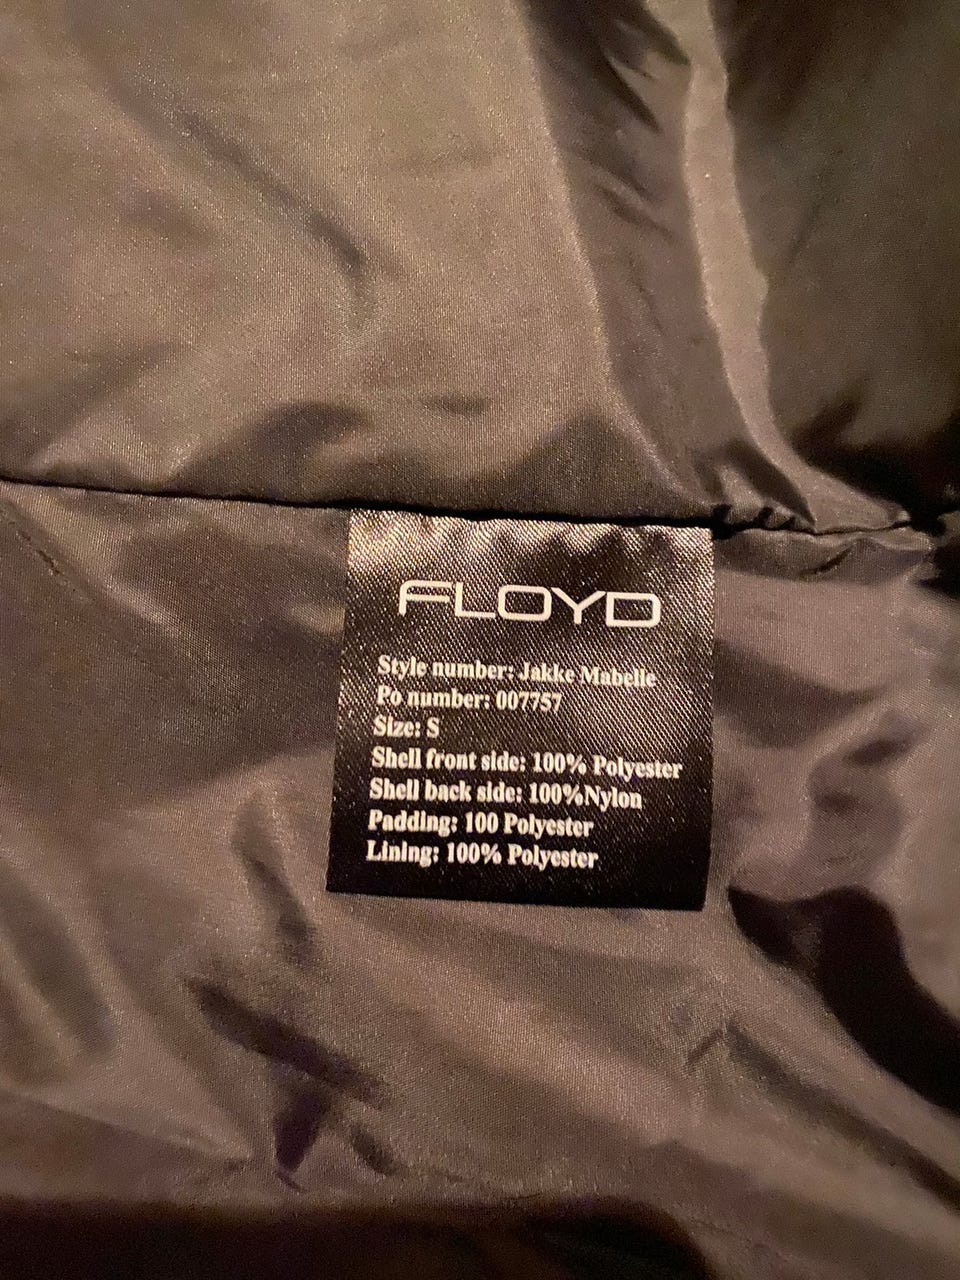 FLOYD
Style number: Jakke Mabelle
Po number: 007757
Size: S
Shell front side: 100% Polyester
Shell back side: 100%Nylon
Padding: 100 Polyester
Lining: 100% Polyester